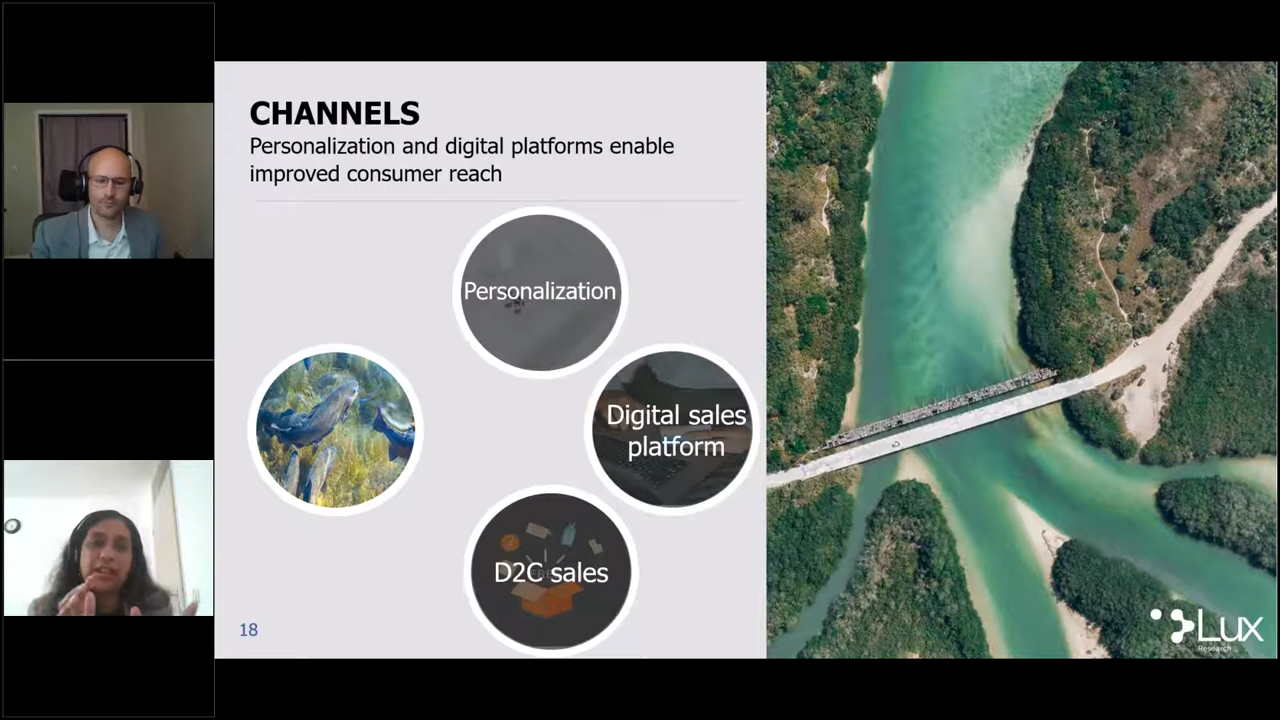 CHANNELS
Personalization and digital platforms enable
improved consumer reach
Personalization
Digital sales
platform
D2C sales
18
Lux
Research